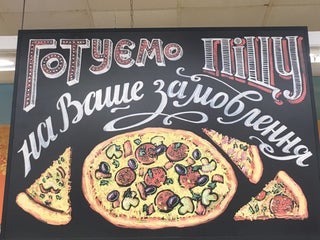 Готуємо піцу
на Ваше замовлення